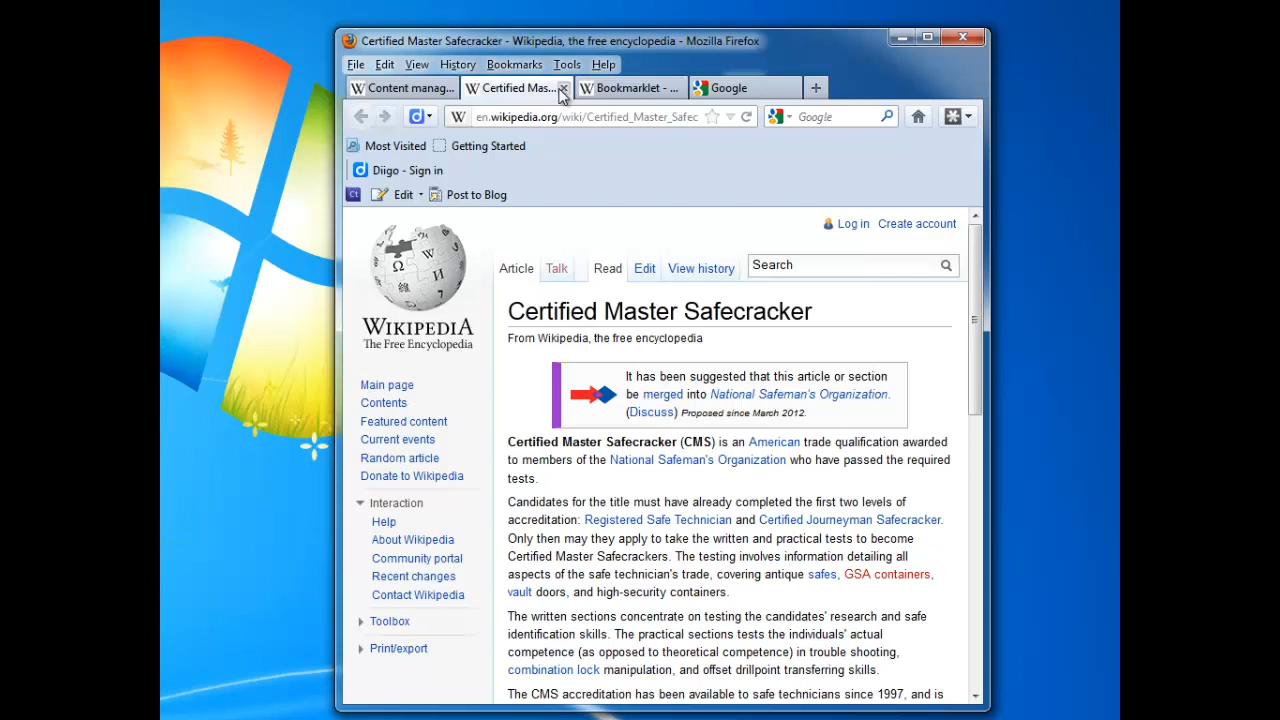 Certified Master Safecracker - Wikipedia, the free encyclopedia - Mozilla Firefox
File Edit View History Bookmarks Tools Help
Content manag... Certified Mas... Bookmarklet - ... Google
en.wikipedia.org/wiki/Certified_Master_Safec Google
Most Visited Getting Started
Diigo - Sign in
Ct Edit Post to Blog
Log in Create account
Article Talk Read Edit View history Search
WIKIPEDIA
The Free Encyclopedia
Certified Master Safecracker
From Wikipedia, the free encyclopedia
It has been suggested that this article or section
be merged into National Safeman's Organization.
(Discuss) Proposed since March 2012.
Main page
Contents
Featured content
Current events
Random article
Donate to Wikipedia
Interaction
Help
About Wikipedia
Community portal
Recent changes
Contact Wikipedia
Toolbox
Print/export
Certified Master Safecracker (CMS) is an American trade qualification awarded
to members of the National Safeman's Organization who have passed the required
tests.
Candidates for the title must have already completed the first two levels of
accreditation: Registered Safe Technician and Certified Journeyman Safecracker.
Only then may they apply to take the written and practical tests to become
Certified Master Safecrackers. The testing involves information detailing all
aspects of the safe technician's trade, covering antique safes, GSA containers,
vault doors, and high-security containers.
The written sections concentrate on testing the candidates' research and safe
identification skills. The practical sections tests the individuals' actual
competence (as opposed to theoretical competence) in trouble shooting,
combination lock manipulation, and offset drillpoint transferring skills.
The CMS accreditation has been available to safe technicians since 1997, and is